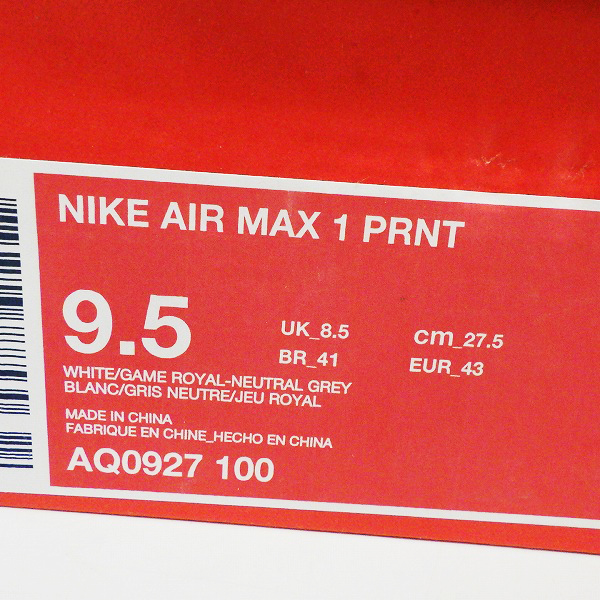 NIKE AIR MAX 1 PRNT
9.5
UK_8.5 cm_27.5
BR_41 EUR_43
WHITE/GAME ROYAL-NEUTRAL GREY
BLANC/GRIS NEUTRE/JEU ROYAL
MADE IN CHINA
FABRIQUE EN CHINE_HECHO EN CHINA
AQ0927 100